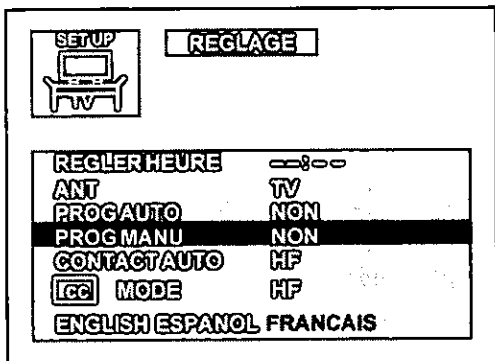 SET UP
REGLAGE
TV
REGLER HEURE --:--
ANT TV
PROG AUTO NON
PROG MANU NON
CONTACT AUTO HF
CC MODE HF
ENGLISH ESPANOL FRANCAIS